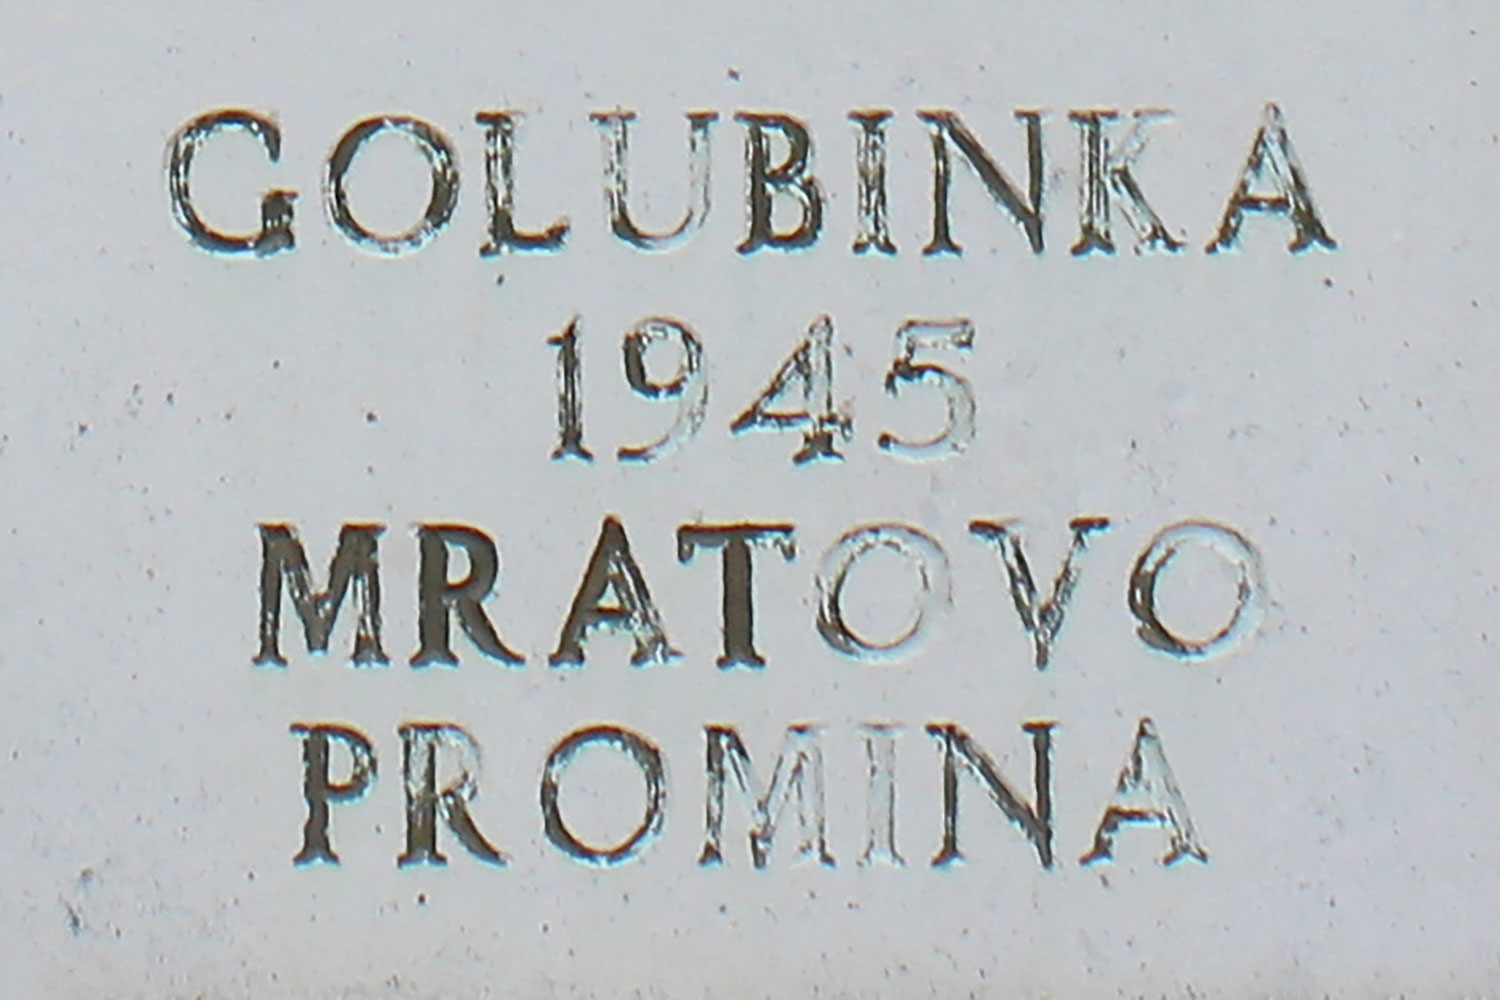 GOLUBINKA
1945
MRATOVO
PROMINA